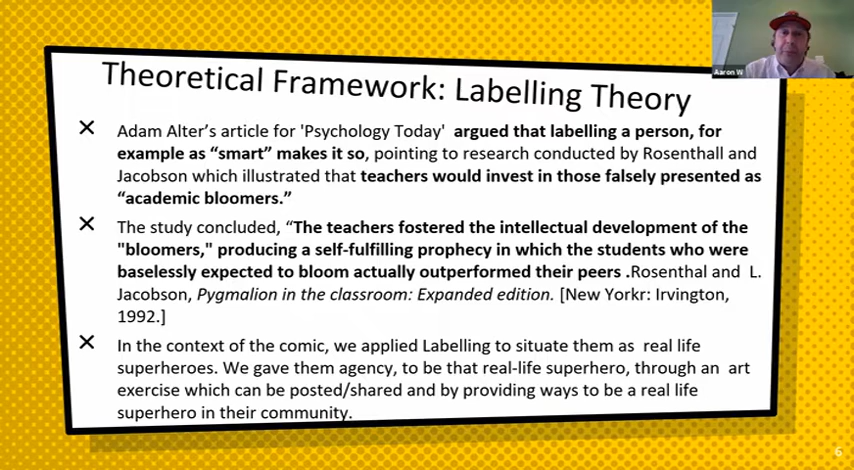 Aaron W
Theoretical Framework: Labelling Theory
✕ Adam Alter's article for 'Psychology Today' argued that labelling a person, for
example as “smart” makes it so, pointing to research conducted by Rosenthall and
Jacobson which illustrated that teachers would invest in those falsely presented as
“academic bloomers.”
✕ The study concluded, “The teachers fostered the intellectual development of the
"bloomers," producing a self-fulfilling prophecy in which the students who were
baselessly expected to bloom actually outperformed their peers .Rosenthal and L.
Jacobson, Pygmalion in the classroom: Expanded edition. [New Yorkr: Irvington,
1992.]
✕ In the context of the comic, we applied Labelling to situate them as real life
superheroes. We gave them agency, to be that real-life superhero, through an art
exercise which can be posted/shared and by providing ways to be a real life
superhero in their community.
6